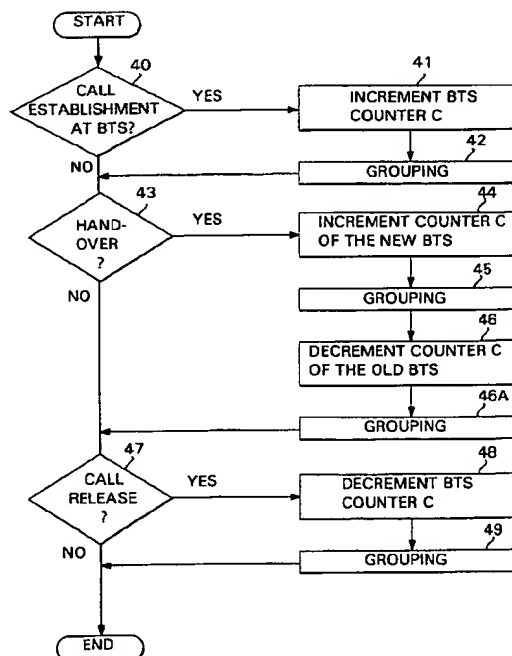 START
40
CALL
ESTABLISHMENT
AT BTS?
YES
41
INCREMENT BTS
COUNTER C
NO
42
GROUPING
43
HAND-
OVER
?
YES
44
INCREMENT COUNTER C
OF THE NEW BTS
NO
45
GROUPING
46
DECREMENT COUNTER C
OF THE OLD BTS
46A
GROUPING
47
CALL
RELEASE
?
YES
48
DECREMENT BTS
COUNTER C
NO
49
GROUPING
END